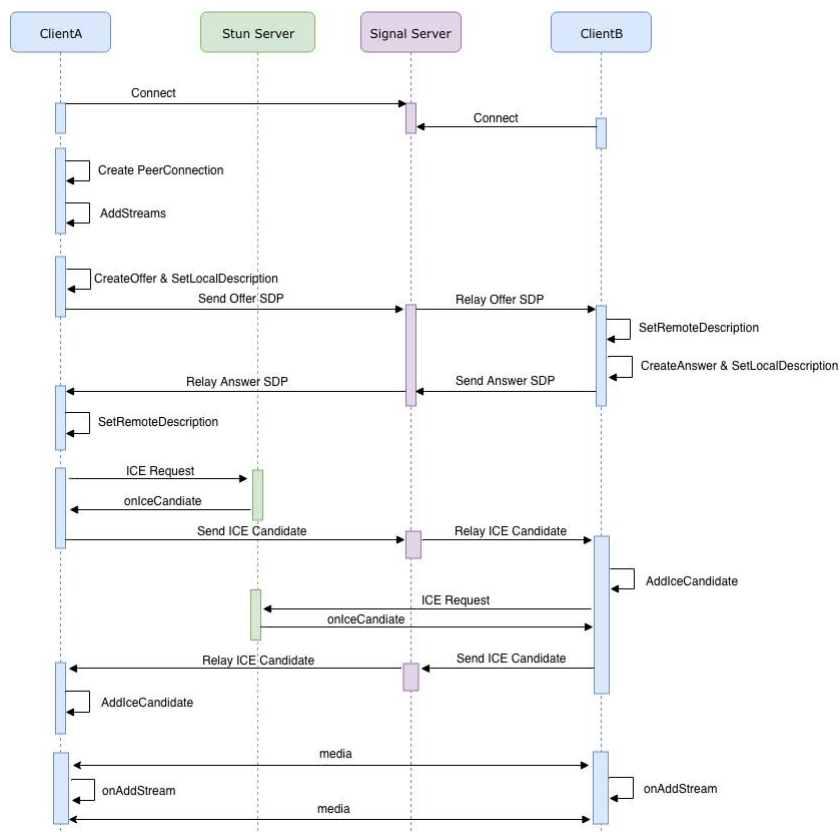 ClientA
Stun Server
Signal Server
ClientB
Connect
Connect
Create PeerConnection
AddStreams
CreateOffer & SetLocalDescription
Send Offer SDP
Relay Offer SDP
SetRemoteDescription
CreateAnswer & SetLocalDescription
Relay Answer SDP
Send Answer SDP
SetRemoteDescription
ICE Request
onIceCandiate
Send ICE Candidate
Relay ICE Candidate
AddIceCandidate
ICE Request
onIceCandiate
Relay ICE Candidate
Send ICE Candidate
AddIceCandidate
media
onAddStream
onAddStream
media